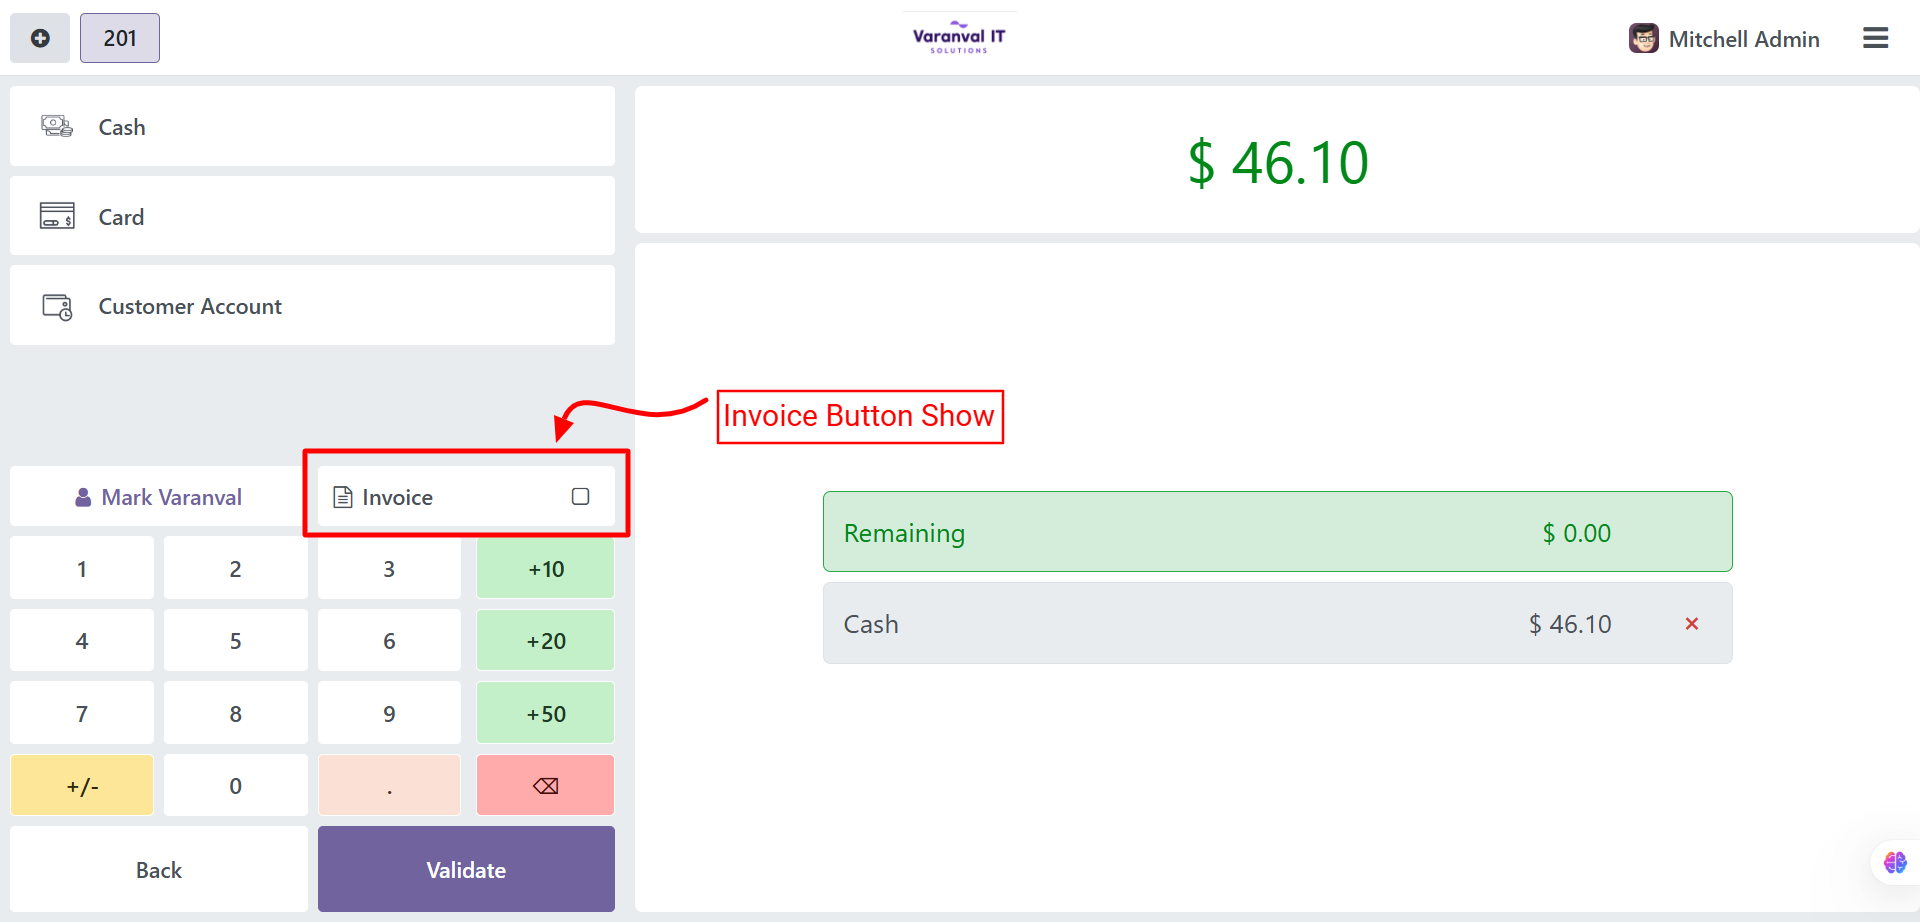 201
Varanval IT
SOLUTIONS
Mitchell Admin
Cash
Card
Customer Account
$ 46.10
Invoice Button Show
Mark Varanval
Invoice
1 2 3 +10
4 5 6 +20
7 8 9 +50
+/- 0 . ⌫
Back
Validate
Remaining $ 0.00
Cash $ 46.10 ×